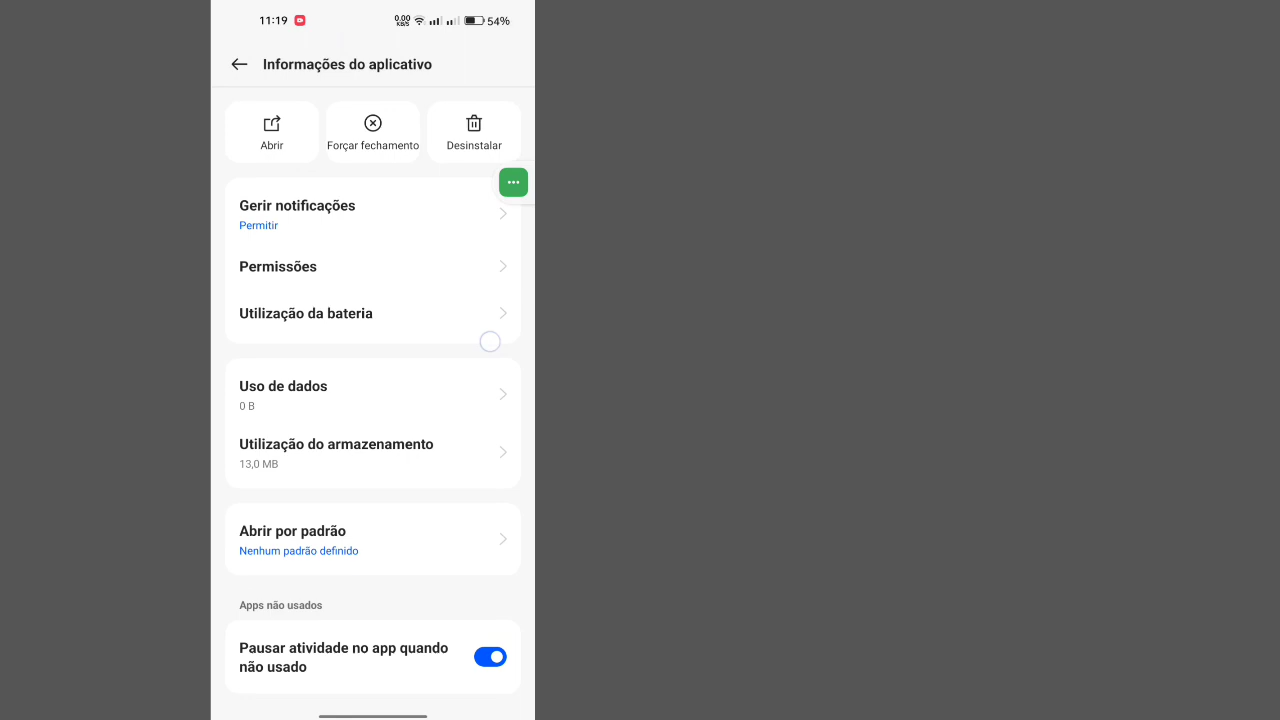 11:19
0.00
KB/S
54%
Informações do aplicativo
Abrir
Forçar fechamento
Desinstalar
Gerir notificações
Permitir
Permissões
Utilização da bateria
Uso de dados
0 B
Utilização do armazenamento
13,0 MB
Abrir por padrão
Nenhum padrão definido
Apps não usados
Pausar atividade no app quando
não usado